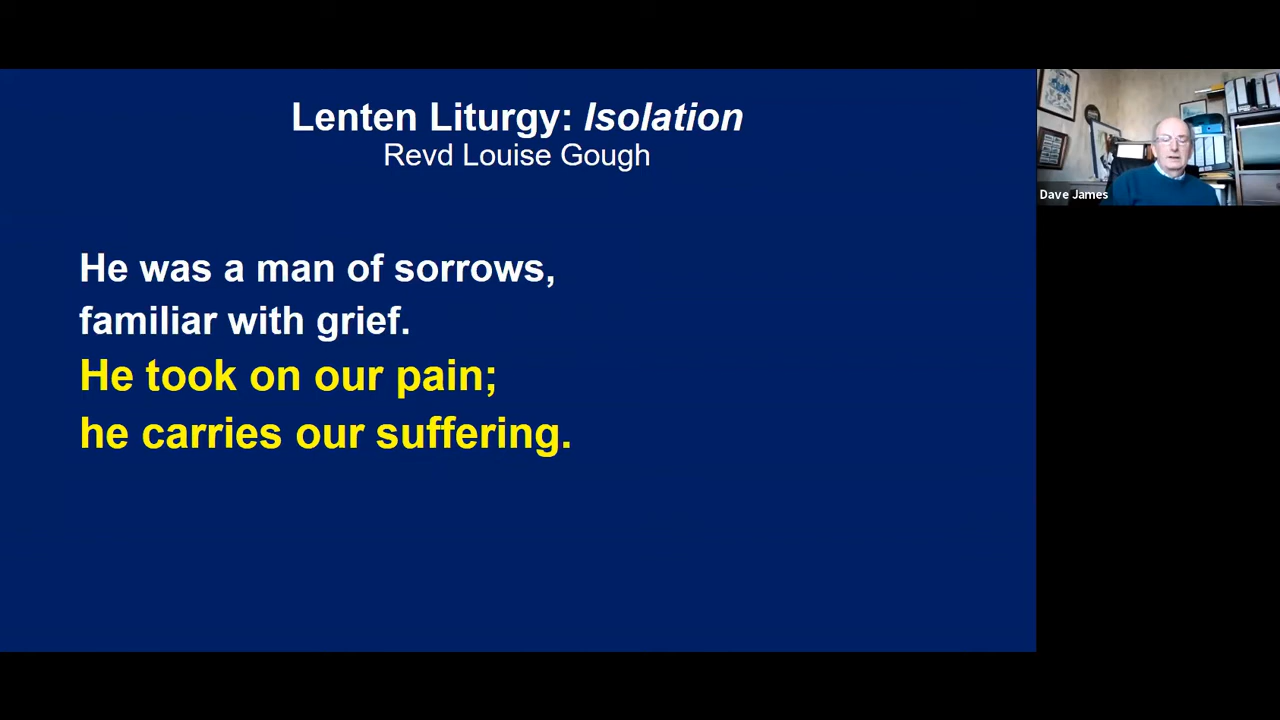 Lenten Liturgy: Isolation
Revd Louise Gough
He was a man of sorrows,
familiar with grief.
He took on our pain;
he carries our suffering.
Dave James